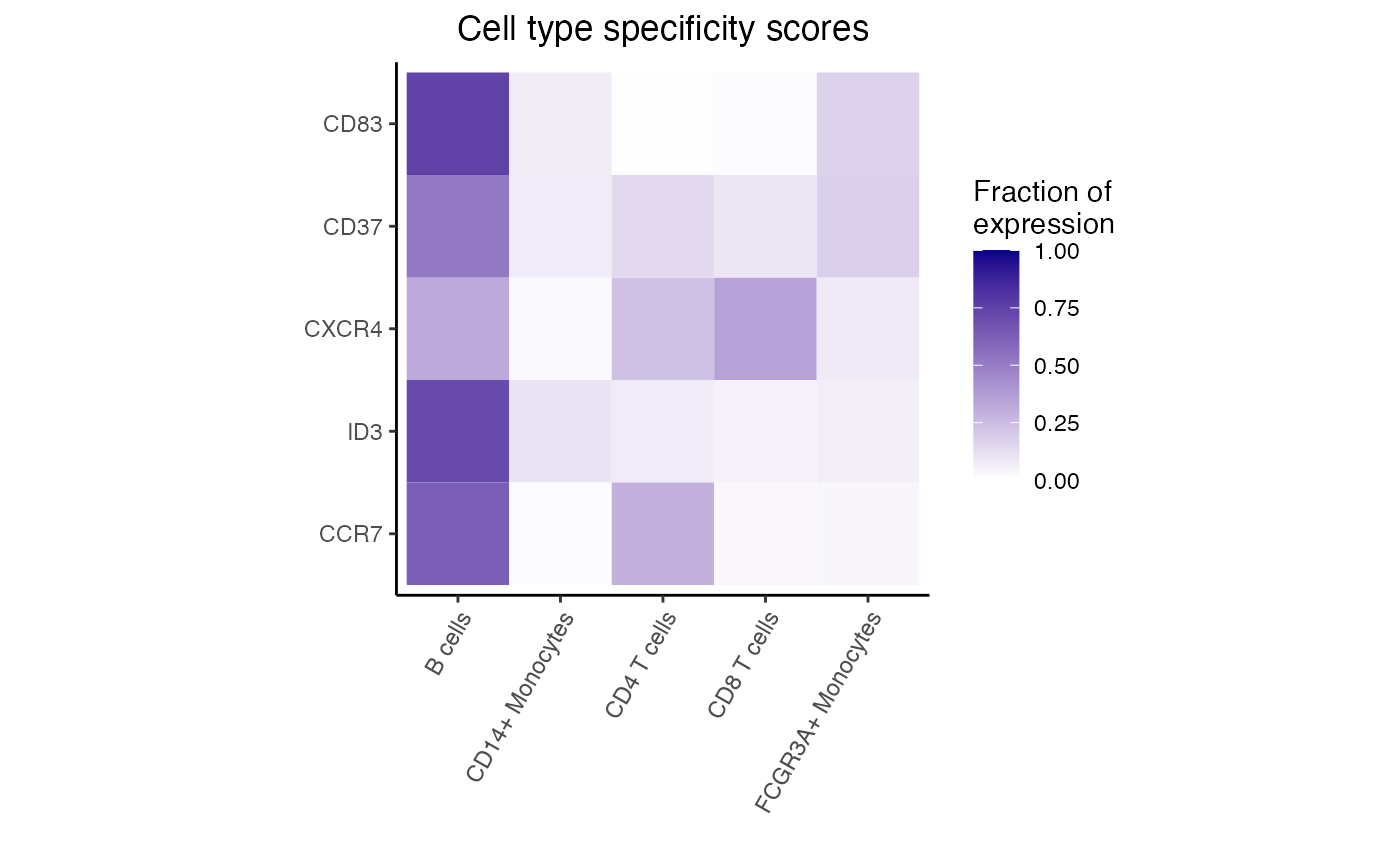 Cell type specificity scores
CD83
CD37
CXCR4
ID3
CCR7
B cells
CD14+ Monocytes
CD4 T cells
CD8 T cells
FCGR3A+ Monocytes
Fraction of
expression
1.00
0.75
0.50
0.25
0.00